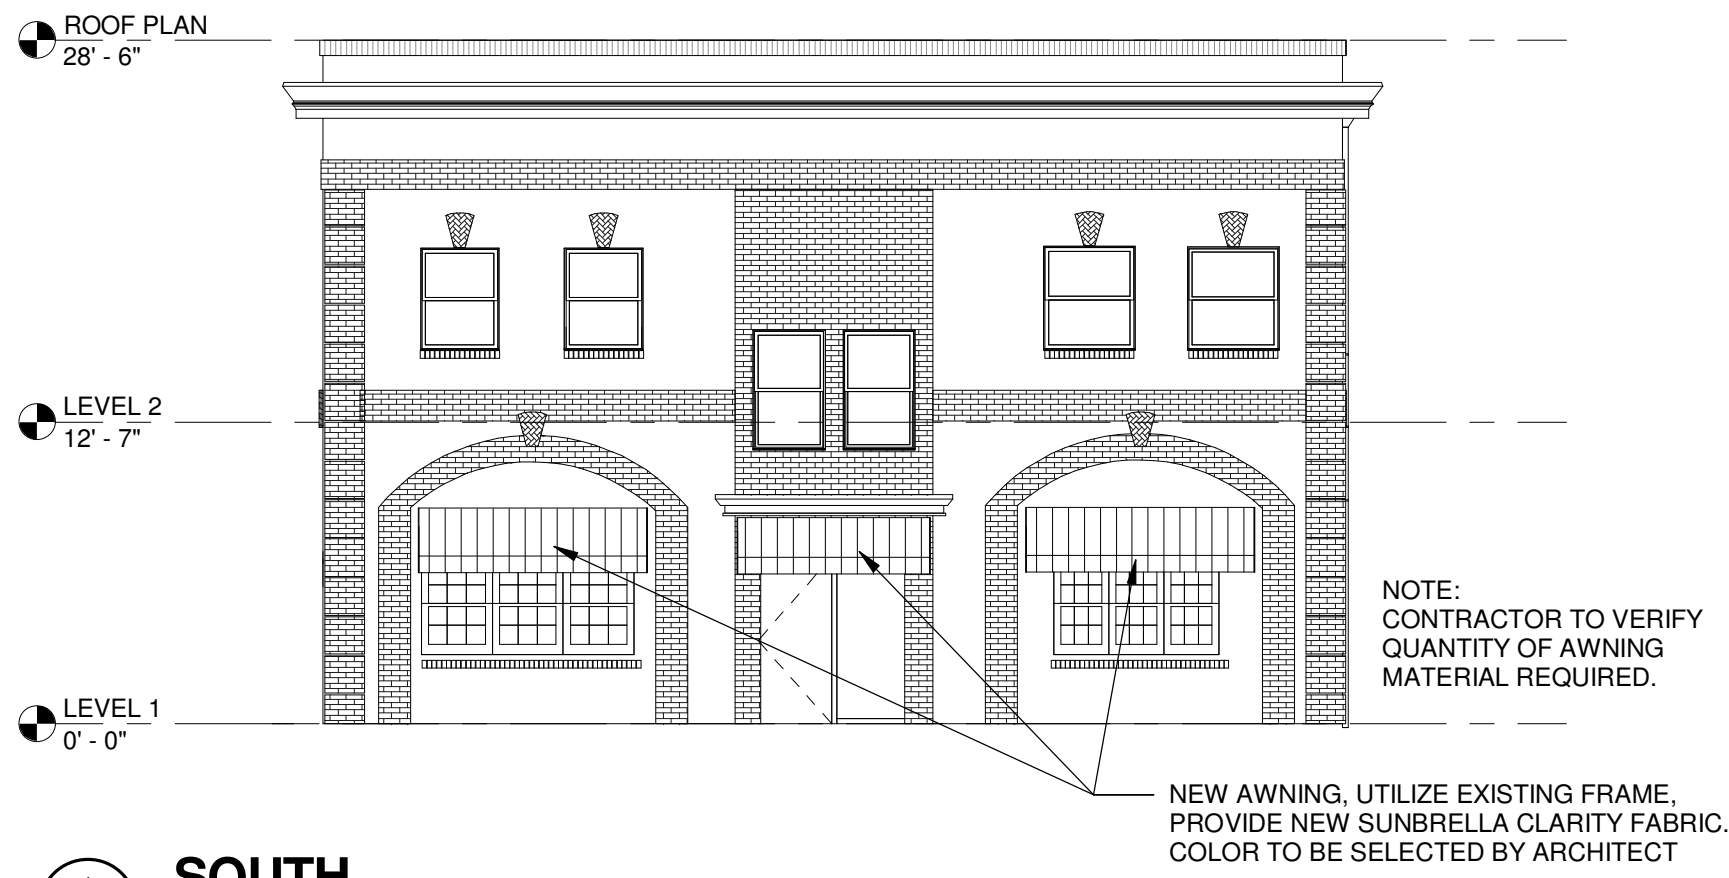 ROOF PLAN
28' - 6"
LEVEL 2
12' - 7"
LEVEL 1
0' - 0"
NOTE:
CONTRACTOR TO VERIFY
QUANTITY OF AWNING
MATERIAL REQUIRED.
NEW AWNING, UTILIZE EXISTING FRAME,
PROVIDE NEW SUNBRELLA CLARITY FABRIC.
COLOR TO BE SELECTED BY ARCHITECT
SOUTH